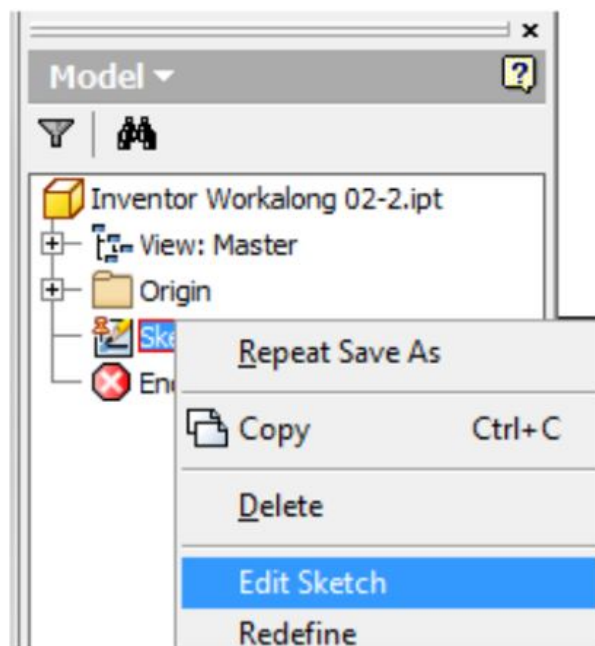 Model
Inventor Workalong 02-2.ipt
View: Master
Origin
Ske
En
Repeat Save As
Copy Ctrl+C
Delete
Edit Sketch
Redefine